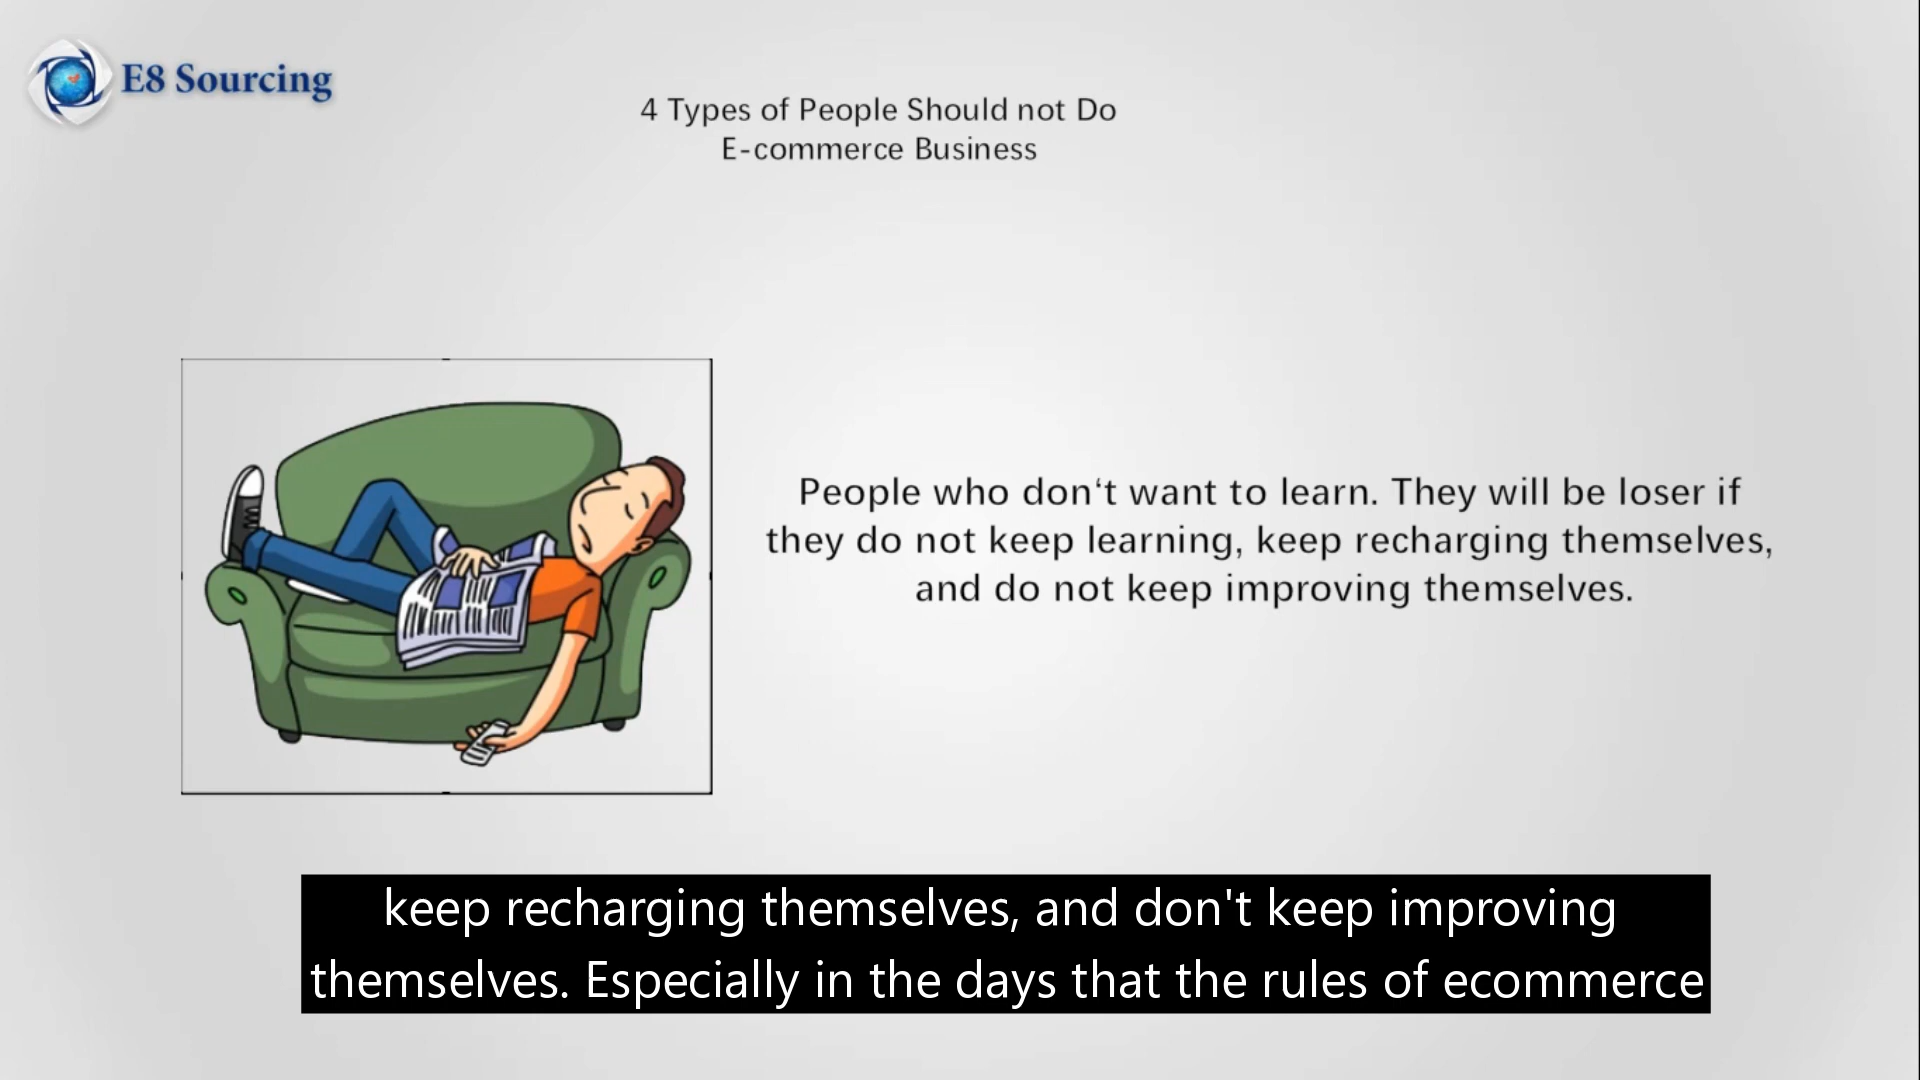 E8 Sourcing
4 Types of People Should not Do
E-commerce Business
People who don‘t want to learn. They will be loser if
they do not keep learning, keep recharging themselves,
and do not keep improving themselves.
keep recharging themselves, and don't keep improving
themselves. Especially in the days that the rules of ecommerce